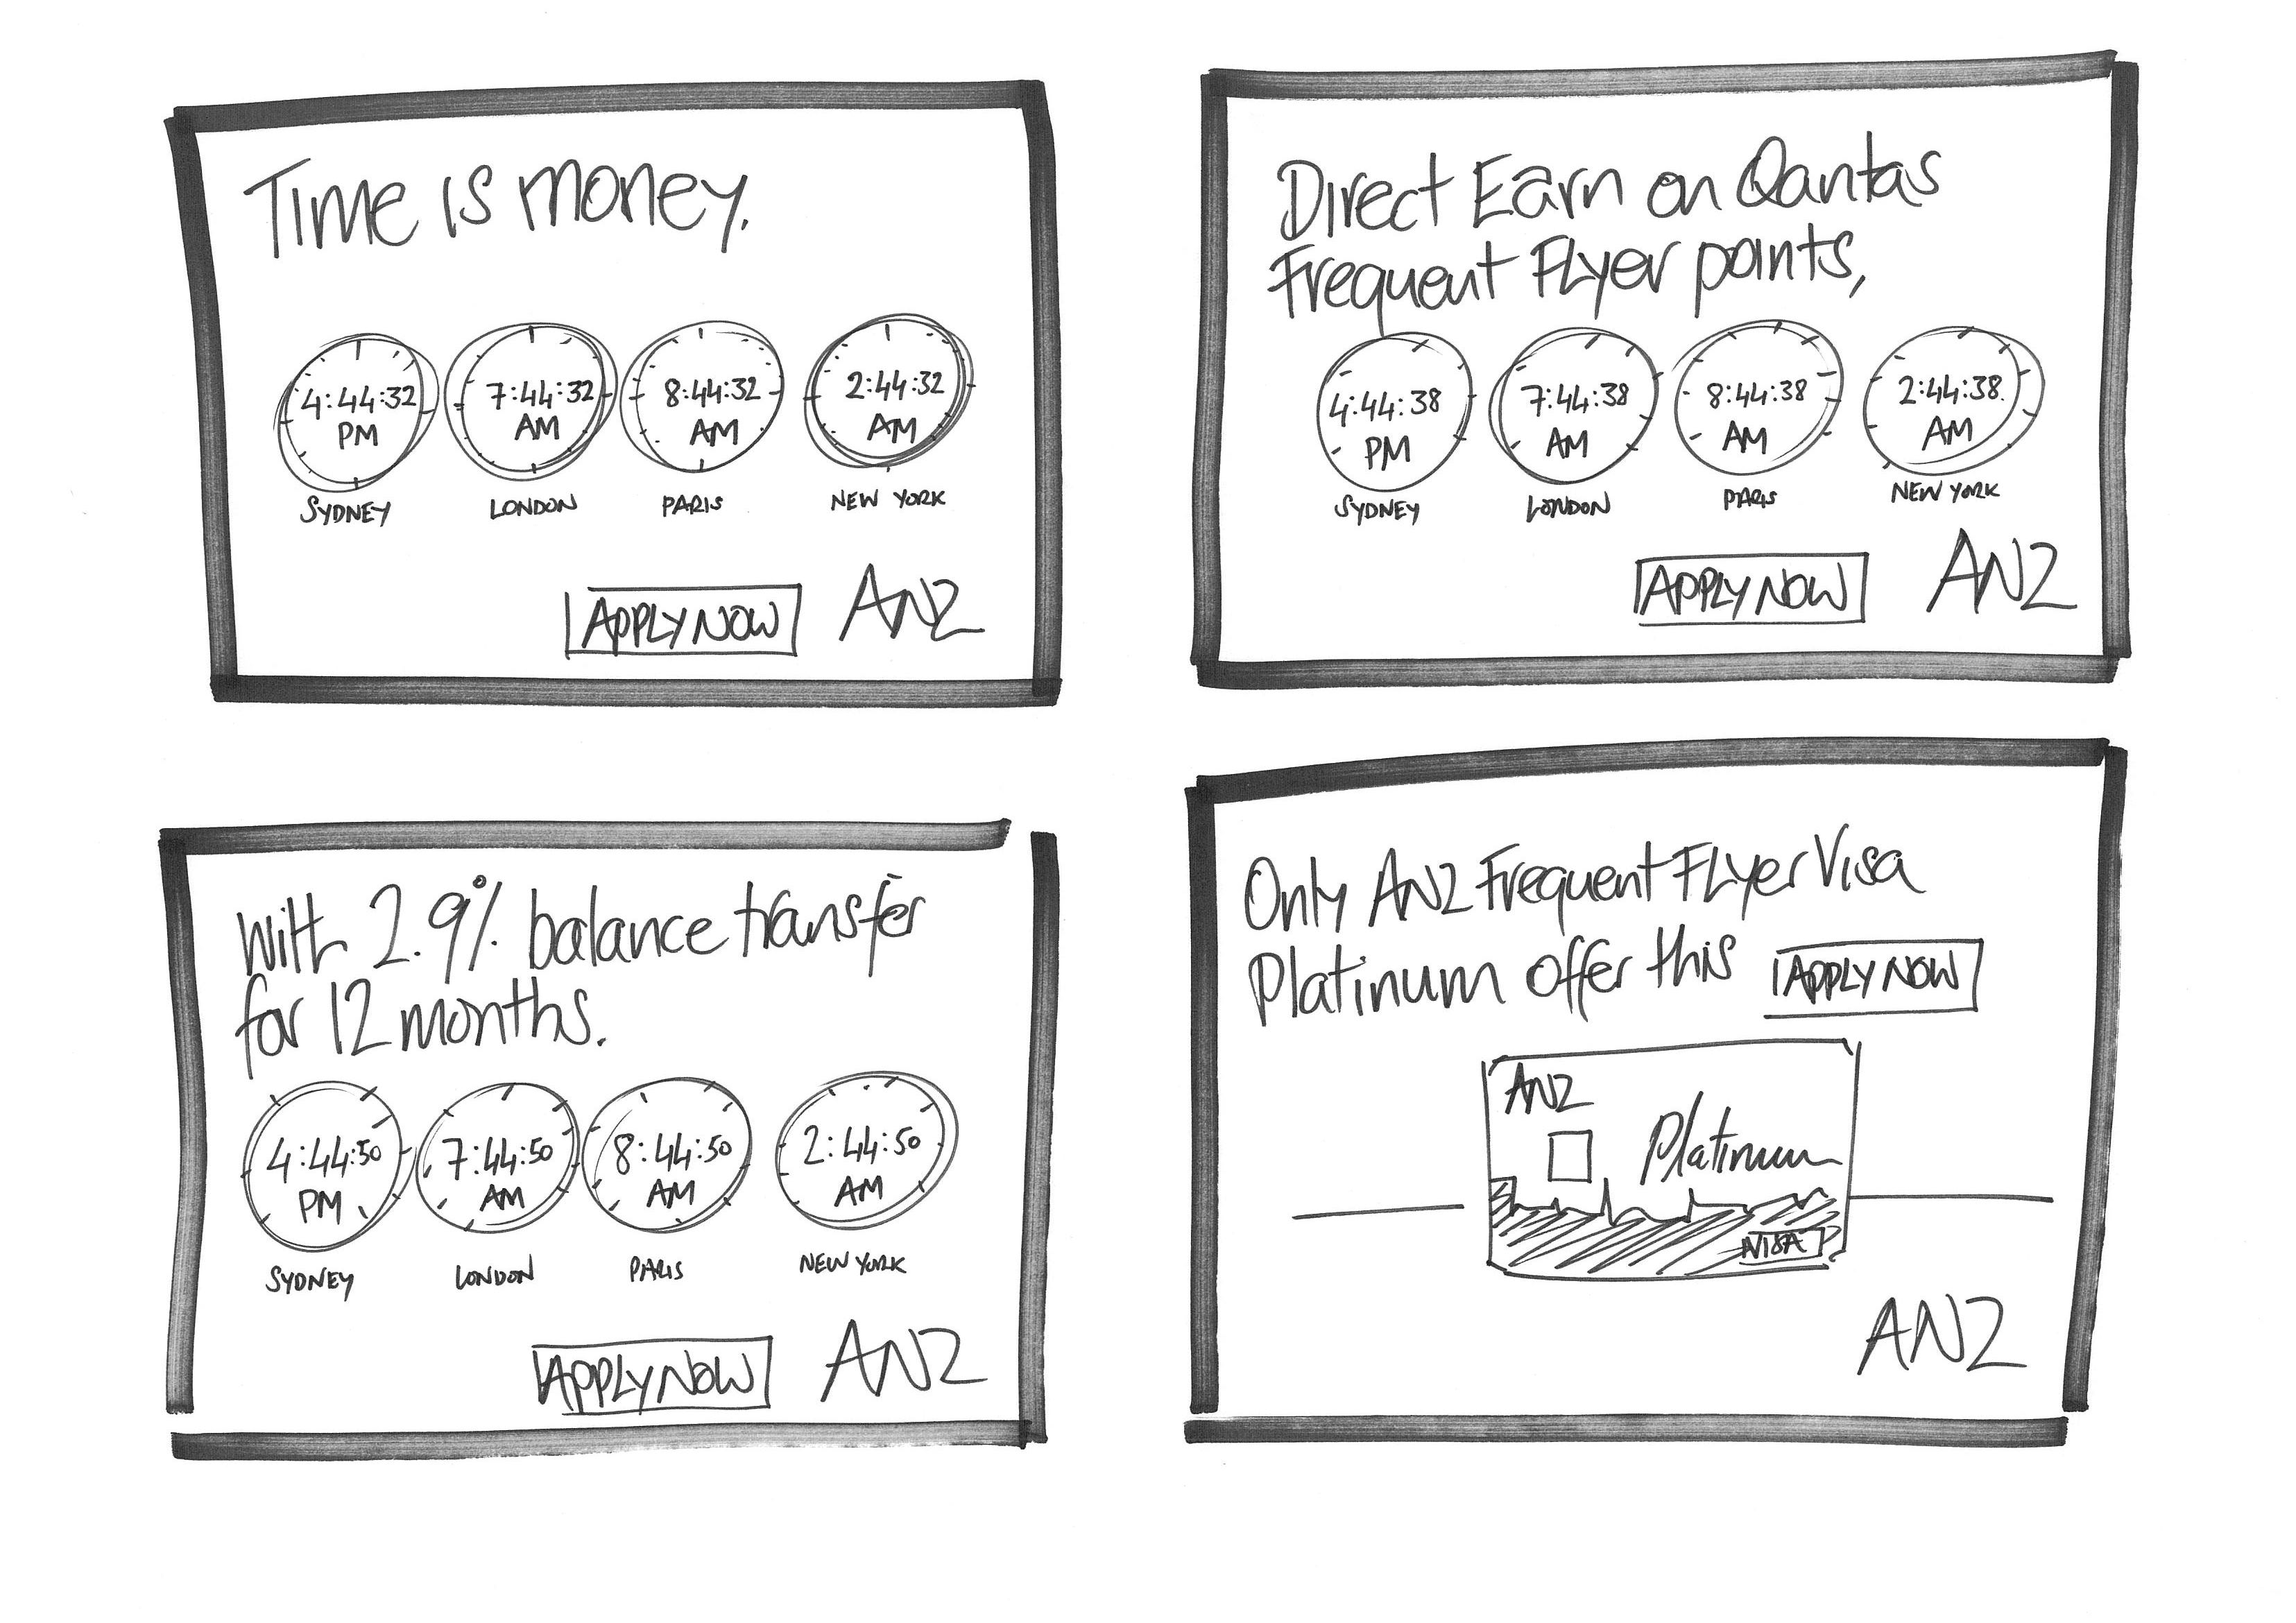 Time is money.
4:44:32 PM
7:44:32 AM
8:44:32 AM
2:44:32 AM
SYDNEY
LONDON
PARIS
NEW YORK
APPLY NOW
ANZ
Direct Earn on Qantas
Frequent Flyer points,
4:44:38 PM
7:44:38 AM
8:44:38 AM
2:44:38 AM
SYDNEY
LONDON
PARIS
NEW YORK
APPLY NOW
ANZ
With 2.9% balance transfer
for 12 months.
4:44:50 PM
7:44:50 AM
8:44:50 AM
2:44:50 AM
SYDNEY
LONDON
PARIS
NEW YORK
APPLY NOW
ANZ
Only ANZ Frequent Flyer Visa
Platinum offer this
APPLY NOW
ANZ
Platinum
VISA
ANZ